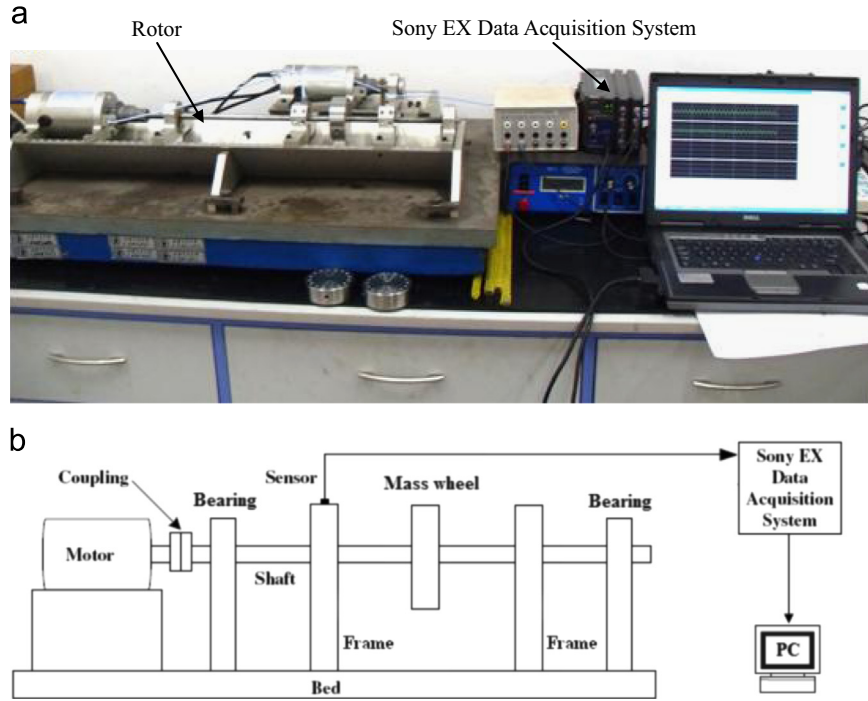 a
Rotor
Sony EX Data Acquisition System
DELL
b
Coupling
Sensor
Bearing
Mass wheel
Bearing
Sony EX
Data
Acquisition
System
Motor
Shaft
Frame
Frame
PC
Bed